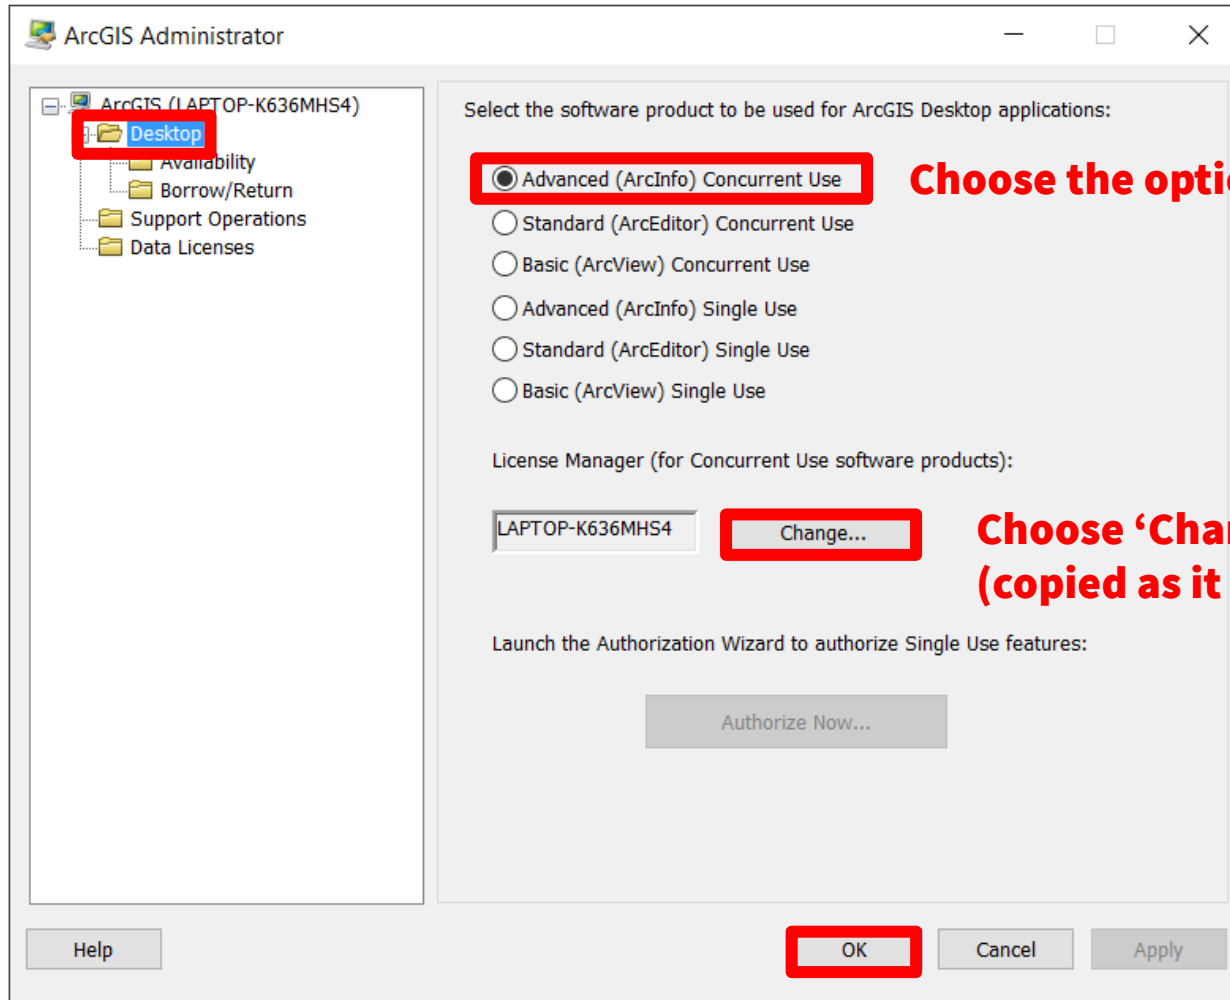 ArcGIS Administrator
ArcGIS (LAPTOP-K636MHS4)
Desktop
Availability
Borrow/Return
Support Operations
Data Licenses
Select the software product to be used for ArcGIS Desktop applications:
Advanced (ArcInfo) Concurrent Use
Choose the
Standard (ArcEditor) Concurrent Use
Basic (ArcView) Concurrent Use
Advanced (ArcInfo) Single Use
Standard (ArcEditor) Single Use
Basic (ArcView) Single Use
License Manager (for Concurrent Use software products):
LAPTOP-K636MHS4
Change...
Choose
(copied as it
Launch the Authorization Wizard to authorize Single Use features:
Authorize Now...
Help
OK
Cancel
Apply